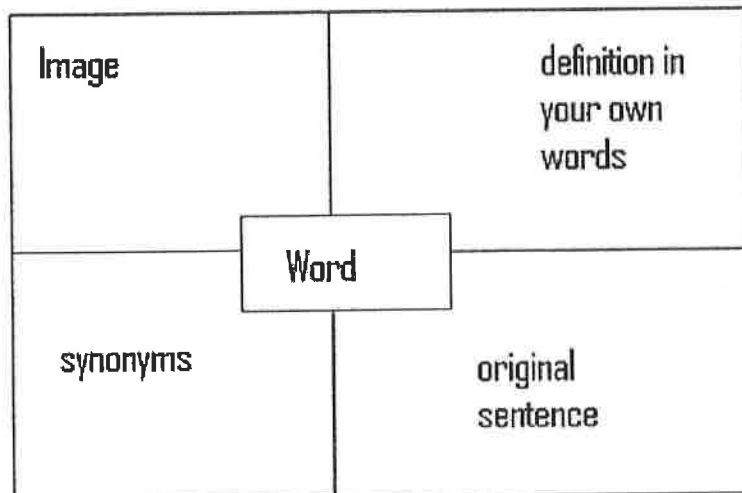 Image
definition in
your own
words
Word
synonyms
original
sentence